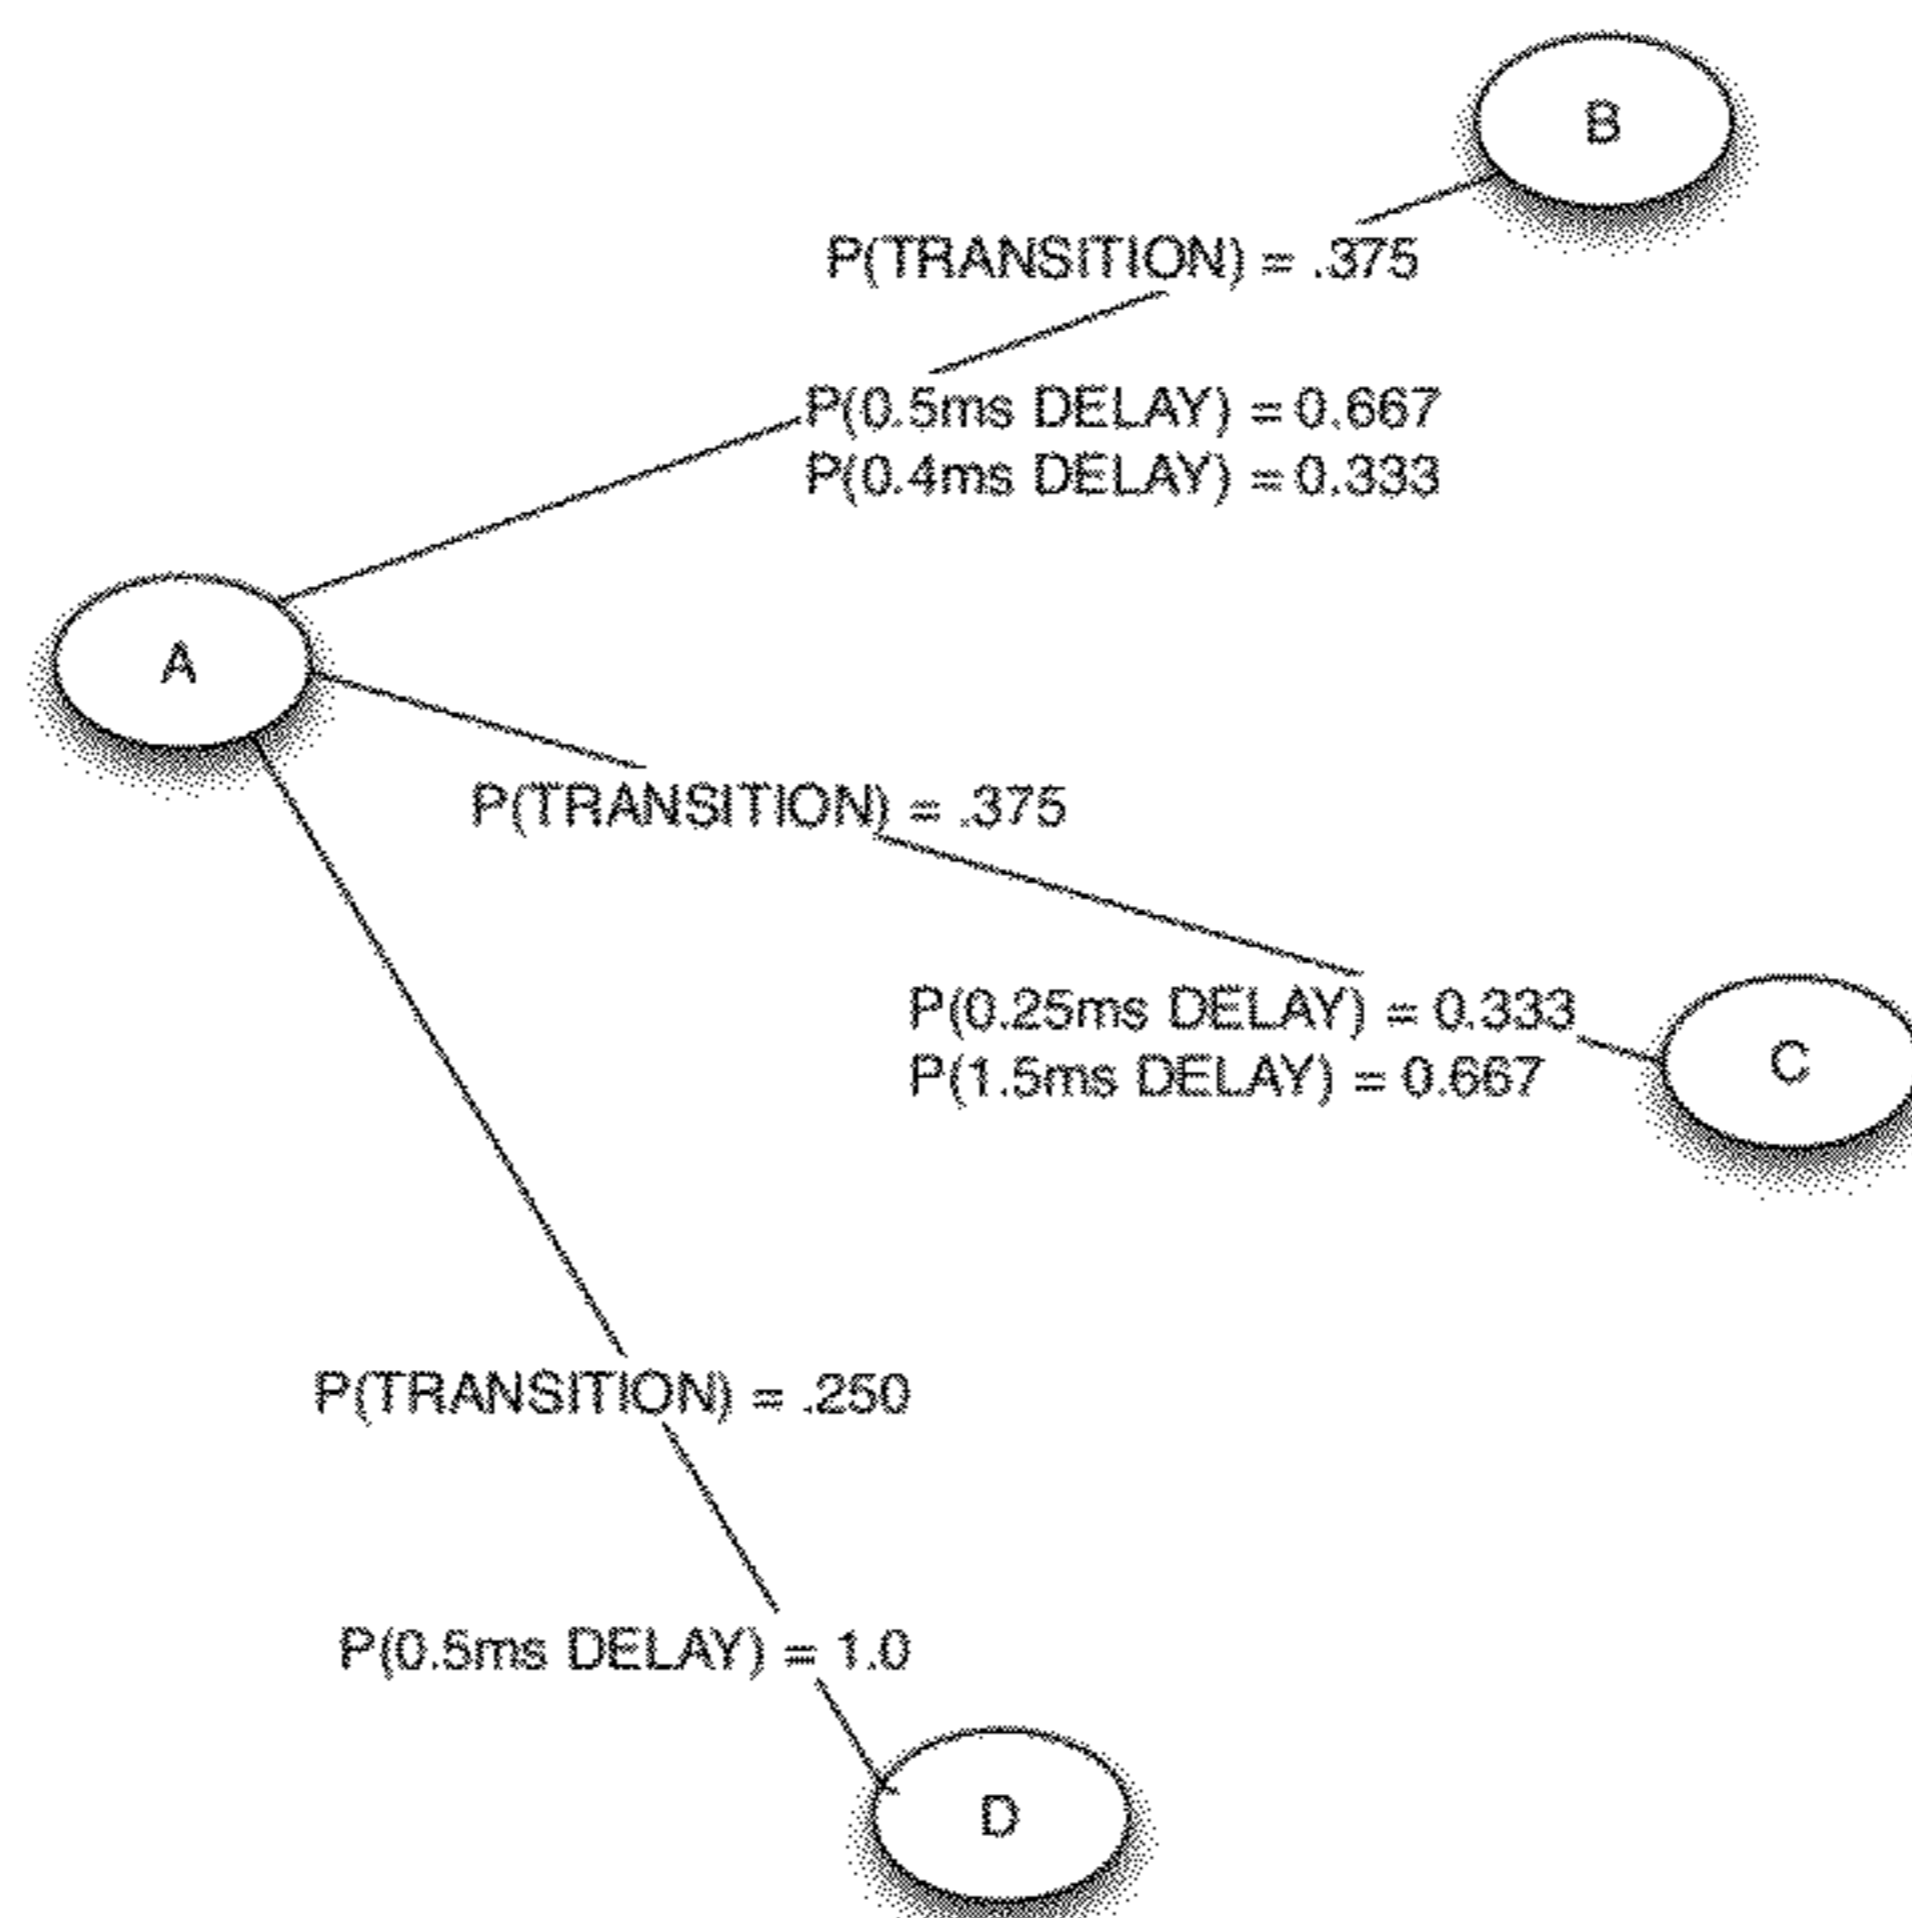 B
P(TRANSITION) = .375
P(0.5ms DELAY) = 0.667
P(0.4ms DELAY) = 0.333
A
P(TRANSITION) = .375
P(0.25ms DELAY) = 0.333
P(1.5ms DELAY) = 0.667
C
P(TRANSITION) = .250
P(0.5ms DELAY) = 1.0
D